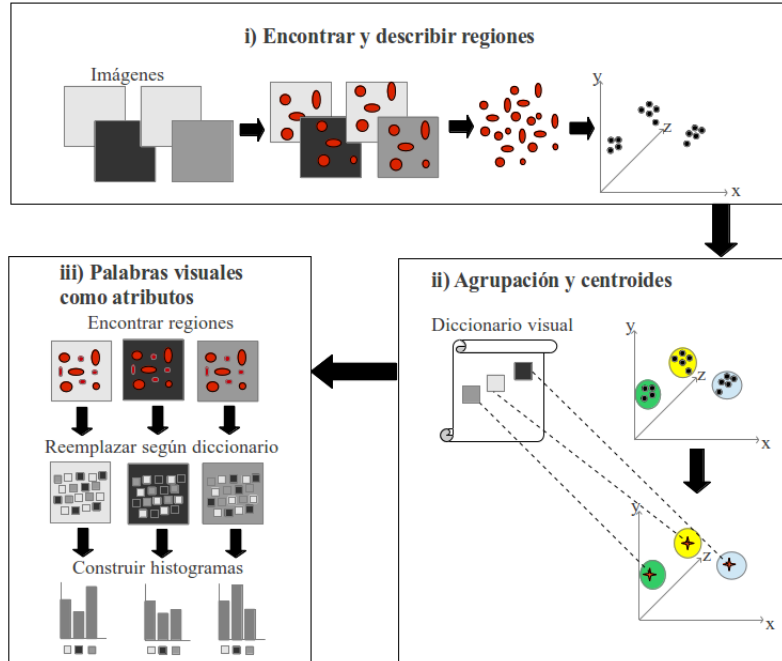 i) Encontrar y describir regiones
Imágenes
y
z
x
ii) Agrupación y centroides
Diccionario visual
y
z
x
y
z
x
iii) Palabras visuales
como atributos
Encontrar regiones
Reemplazar según diccionario
Construir histogramas